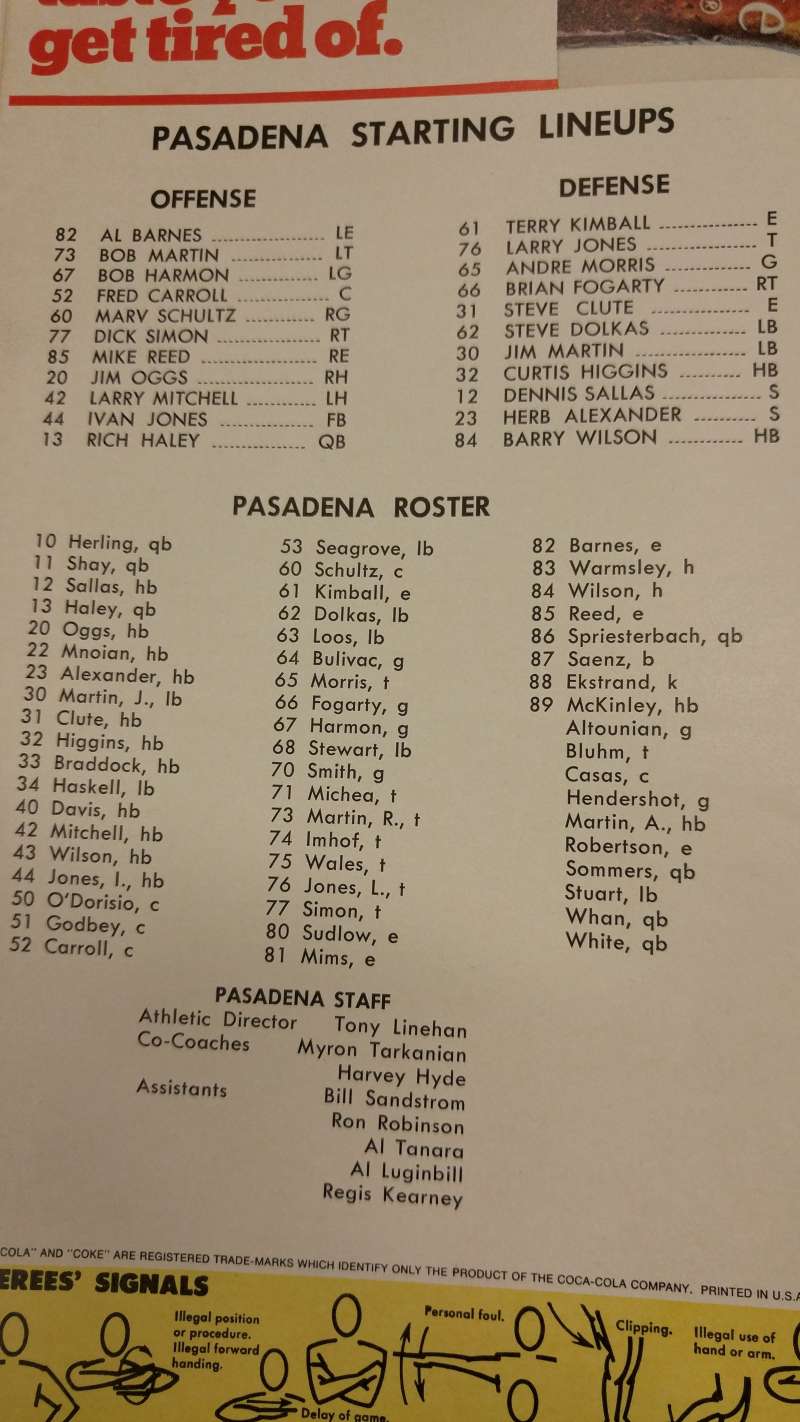 get tired of.
PASADENA STARTING LINEUPS
OFFENSE
82 AL BARNES LE
73 BOB MARTIN LT
67 BOB HARMON LG
52 FRED CARROLL C
60 MARV SCHULTZ RG
77 DICK SIMON RT
85 MIKE REED RE
20 JIM OGGS RH
42 LARRY MITCHELL LH
44 IVAN JONES FB
13 RICH HALEY QB
DEFENSE
61 TERRY KIMBALL E
76 LARRY JONES T
65 ANDRE MORRIS G
66 BRIAN FOGARTY RT
31 STEVE CLUTE E
62 STEVE DOLKAS LB
30 JIM MARTIN LB
32 CURTIS HIGGINS HB
12 DENNIS SALLAS S
23 HERB ALEXANDER S
84 BARRY WILSON HB
PASADENA ROSTER
10 Herling, qb
11 Shay, qb
12 Sallas, hb
13 Haley, qb
20 Oggs, hb
22 Mnoian, hb
23 Alexander, hb
30 Martin, J., lb
31 Clute, hb
32 Higgins, hb
33 Braddock, hb
34 Haskell, lb
40 Davis, hb
42 Mitchell, hb
43 Wilson, hb
44 Jones, I., hb
50 O'Dorisio, c
51 Godbey, c
52 Carroll, c
53 Seagrove, lb
60 Schultz, c
61 Kimball, e
62 Dolkas, lb
63 Loos, lb
64 Bulivac, g
65 Morris, t
66 Fogarty, g
67 Harmon, g
68 Stewart, lb
70 Smith, g
71 Michea, t
73 Martin, R., t
74 Imhof, t
75 Wales, t
76 Jones, L., t
77 Simon, t
80 Sudlow, e
81 Mims, e
82 Barnes, e
83 Warmsley, h
84 Wilson, h
85 Reed, e
86 Spriesterbach, qb
87 Saenz, b
88 Ekstrand, k
89 McKinley, hb
Altounian, g
Bluhm, t
Casas, c
Hendershot, g
Martin, A., hb
Robertson, e
Sommers, qb
Stuart, lb
Whan, qb
White, qb
PASADENA STAFF
Athletic Director Tony Linehan
Co-Coaches Myron Tarkanian
Harvey Hyde
Assistants Bill Sandstrom
Ron Robinson
Al Tanara
Al Luginbill
Regis Kearney
COLA" AND "COKE" ARE REGISTERED TRADE-MARKS WHICH IDENTIFY ONLY THE PRODUCT OF THE COCA-COLA COMPANY. PRINTED IN U.S.A
EREES' SIGNALS
Illegal position
or procedure.
Illegal forward
handing.
Delay of game.
Personal foul.
Clipping.
Illegal use of
hand or arm.